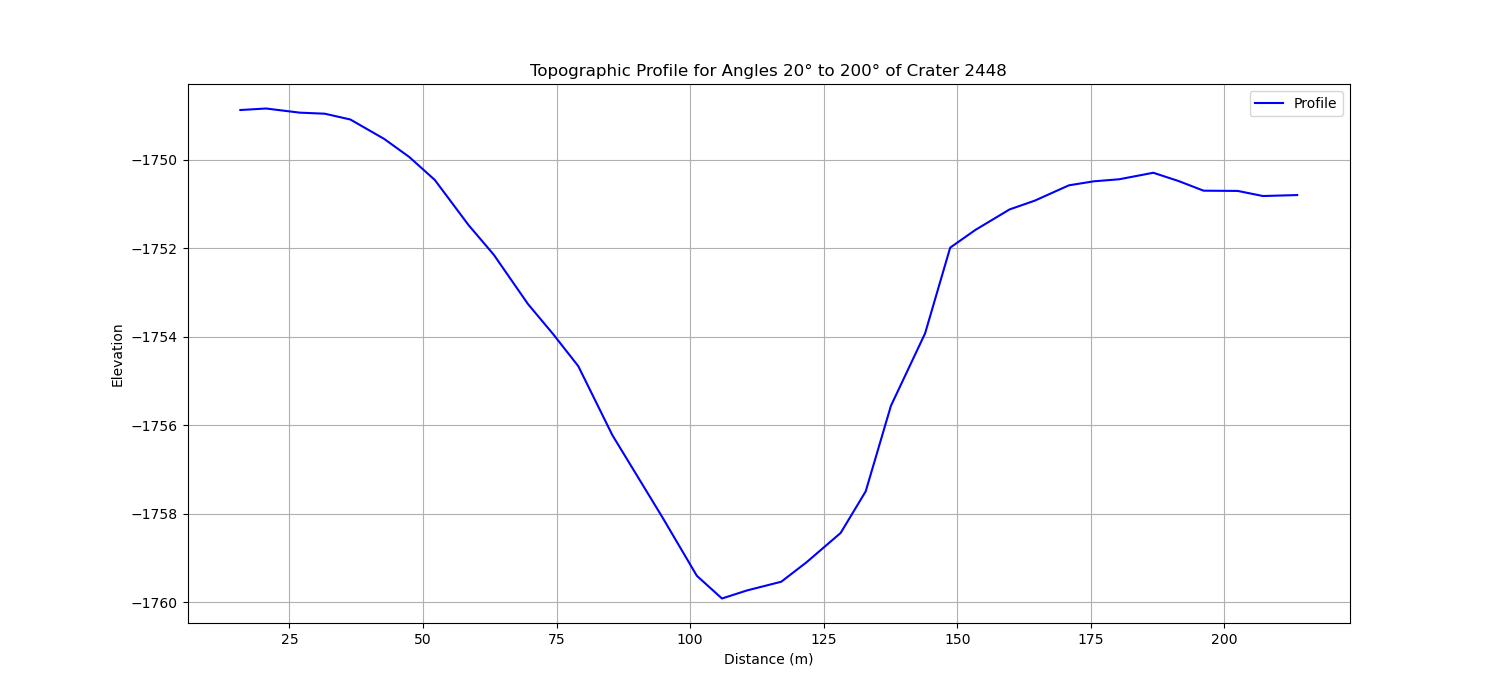 Topographic Profile for Angles 20° to 200° of Crater 2448
Profile
−1750
−1752
−1754
−1756
−1758
−1760
Elevation
25 50 75 100 125 150 175 200
Distance (m)